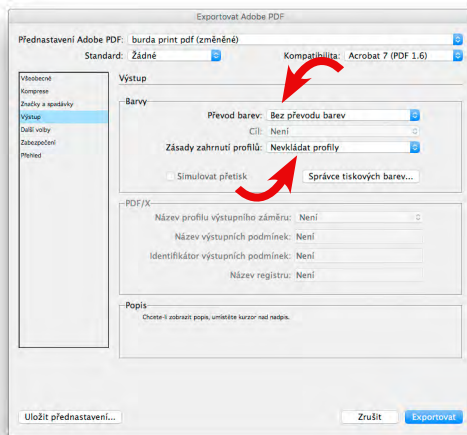 Exportovat Adobe PDF
Přednastavení Adobe PDF: burda print pdf (změněné)
Standard: Žádné Kompatibilita: Acrobat 7 (PDF 1.6)
Všeobecné
Komprese
Značky a spadávky
Výstup
Další volby
Zabezpečení
Přehled
Výstup
Barvy
Převod barev: Bez převodu barev
Cíl: Není
Zásady zahrnutí profilů: Nevkládat profily
Simulovat přetisk Správce tiskových barev...
PDF/X
Název profilu výstupního záměru: Není
Název výstupních podmínek: Není
Identifikátor výstupních podmínek: Není
Název registru: Není
Popis
Chcete-li zobrazit popis, umístěte kurzor nad nadpis.
Uložit přednastavení... Zrušit Exportovat